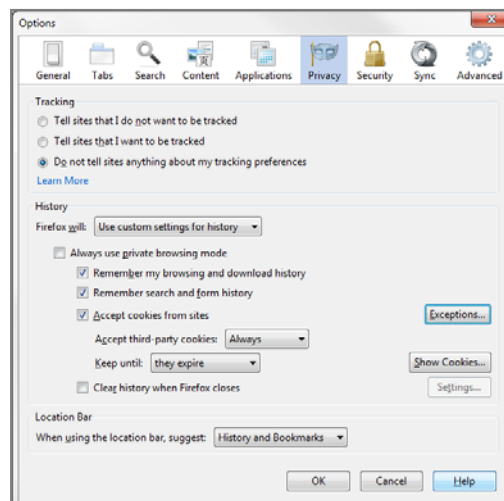 Options
General Tabs Search Content Applications Privacy Security Sync Advanced
Tracking
Tell sites that I do not want to be tracked
Tell sites that I want to be tracked
Do not tell sites anything about my tracking preferences
Learn More
History
Firefox will: Use custom settings for history
Always use private browsing mode
Remember my browsing and download history
Remember search and form history
Accept cookies from sites Exceptions...
Accept third-party cookies: Always
Keep until: they expire Show Cookies...
Clear history when Firefox closes Settings...
Location Bar
When using the location bar, suggest: History and Bookmarks
OK Cancel Help